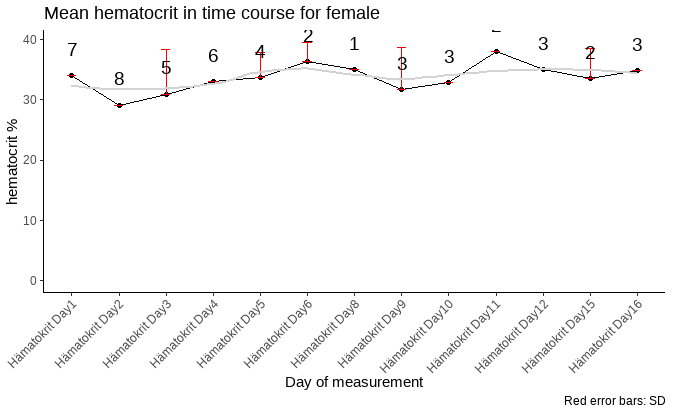 Mean hematocrit in time course for female
hematocrit %
40
30
20
10
0
7
8
5
6
4
2
1
3
3
3
2
3
Hämatokrit Day1
Hämatokrit Day2
Hämatokrit Day3
Hämatokrit Day4
Hämatokrit Day5
Hämatokrit Day6
Hämatokrit Day8
Hämatokrit Day9
Hämatokrit Day10
Hämatokrit Day11
Hämatokrit Day12
Hämatokrit Day15
Hämatokrit Day16
Day of measurement
Red error bars: SD